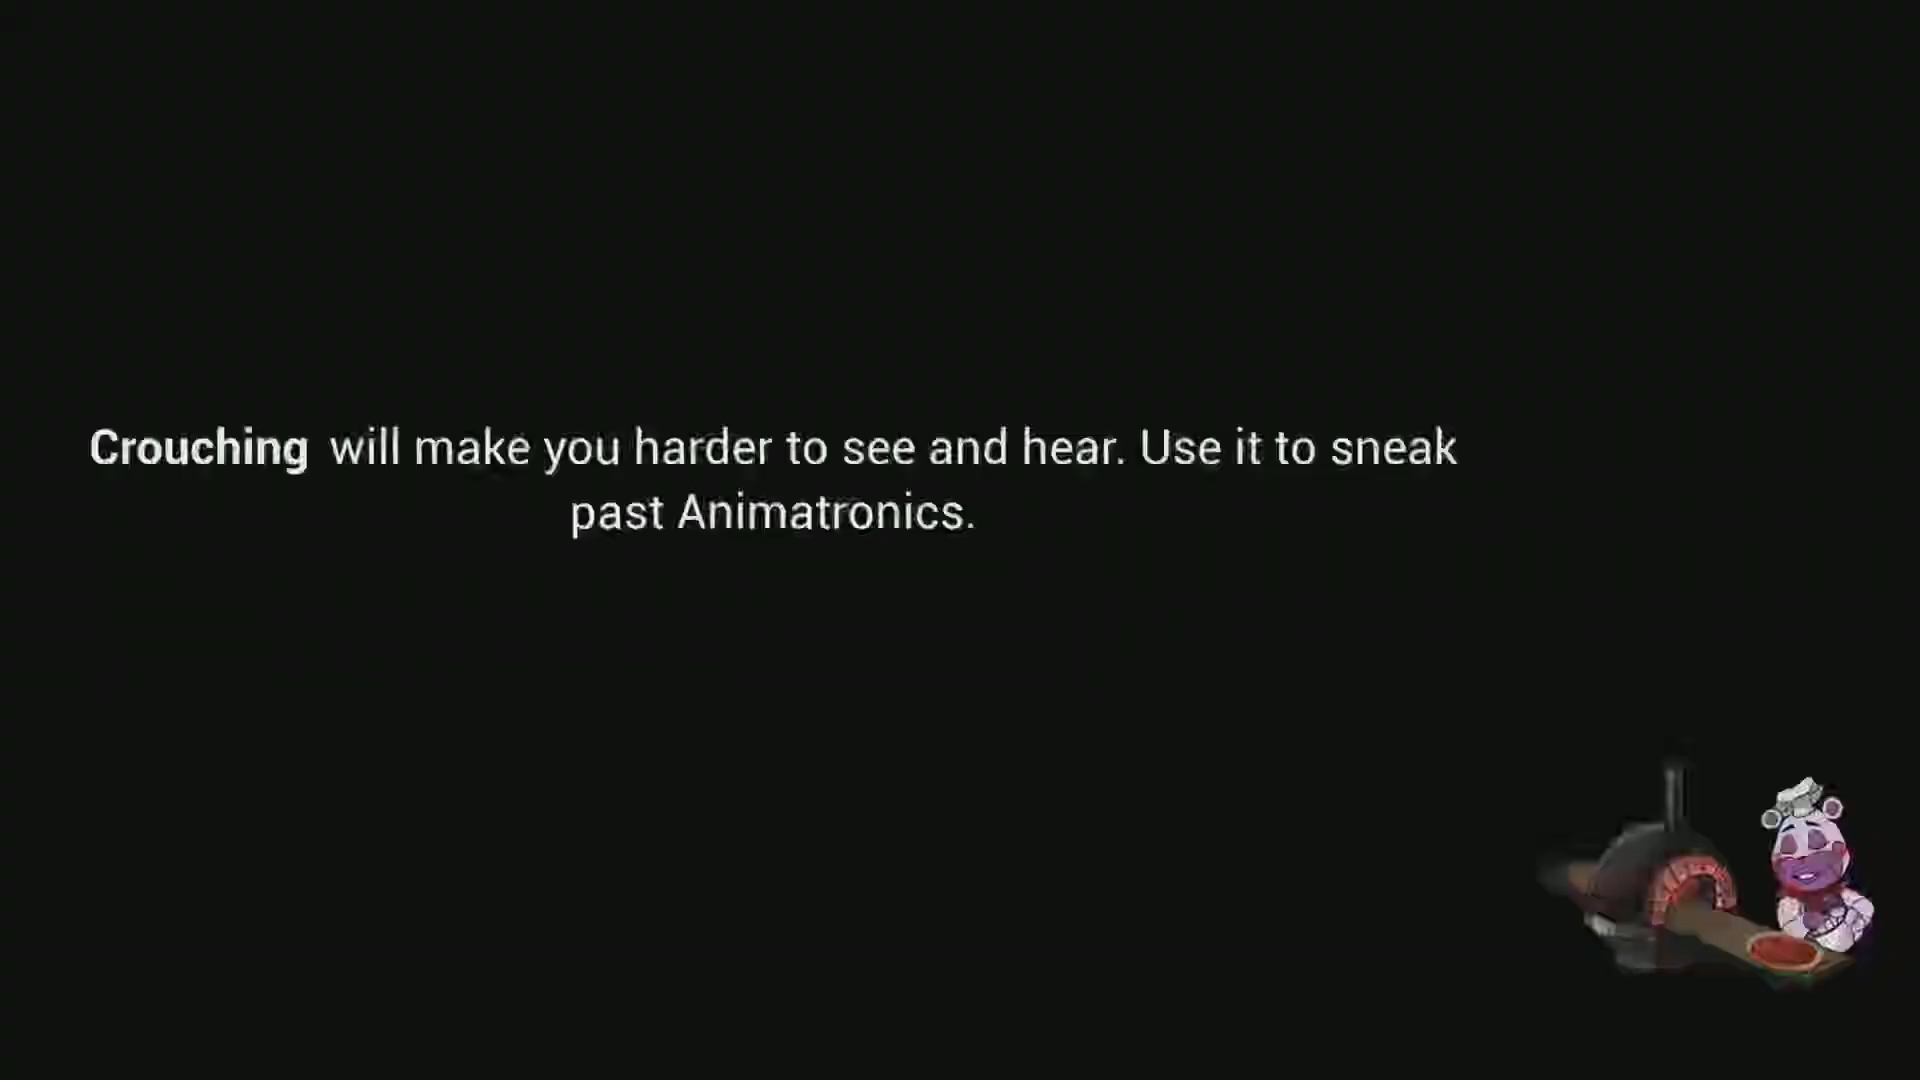 Crouching will make you harder to see and hear. Use it to sneak
past Animatronics.